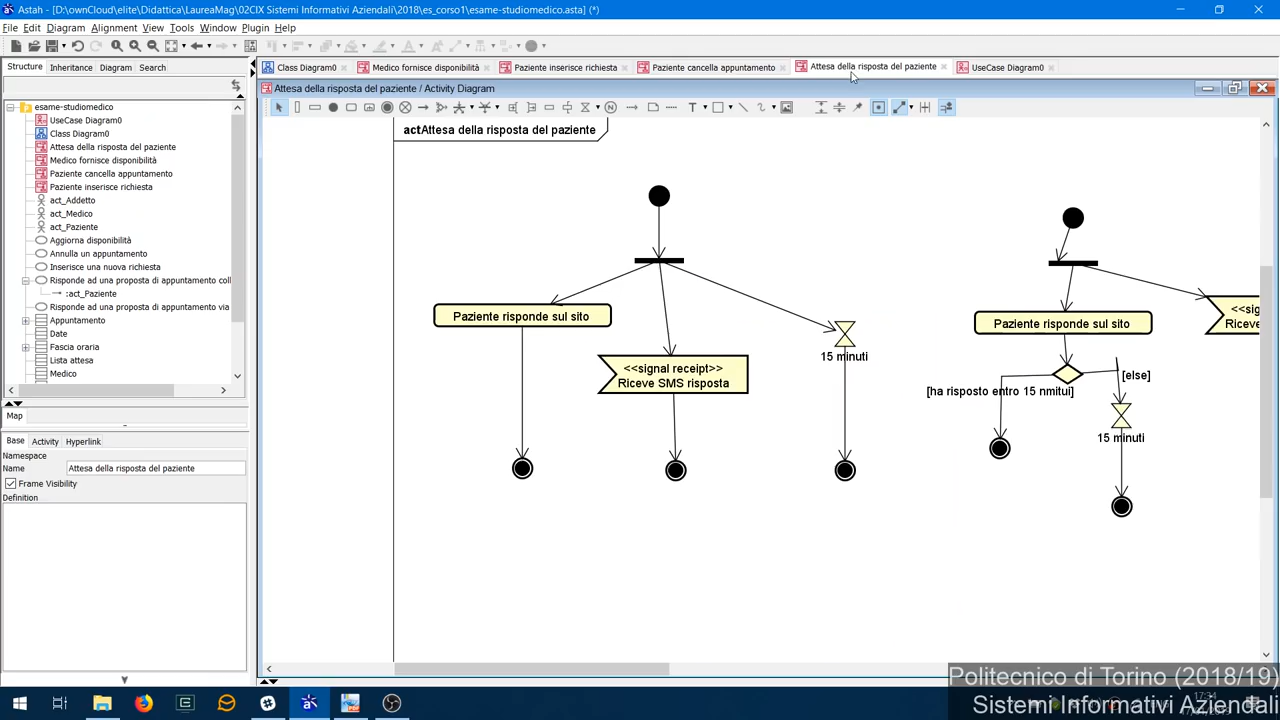 Astah - [D:\ownCloud\elite\Didattica\LaureaMag\02CIX Sistemi Informativi Aziendali\2018\es_corso1\esame-studiomedico.asta] (*)
File Edit Diagram Alignment View Tools Window Plugin Help
Structure Inheritance Diagram Search
Class Diagram0 Medico fornisce disponibilità Paziente inserisce richiesta Paziente cancella appuntamento Attesa della risposta del paziente UseCase Diagram0
Attesa della risposta del paziente / Activity Diagram
esame-studiomedico
UseCase Diagram0
Class Diagram0
Attesa della risposta del paziente
Medico fornisce disponibilità
Paziente cancella appuntamento
Paziente inserisce richiesta
act_Addetto
act_Medico
act_Paziente
Aggiorna disponibilità
Annulla un appuntamento
Inserisce una nuova richiesta
Risponde ad una proposta di appuntamento coll
:act_Paziente
Risponde ad una proposta di appuntamento via
Appuntamento
Date
Fascia oraria
Lista attesa
Medico
Map
Base Activity Hyperlink
Namespace
Name Attesa della risposta del paziente
Frame Visibility
Definition
actAttesa della risposta del paziente
Paziente risponde sul sito
<<signal receipt>>
Riceve SMS risposta
15 minuti
Paziente risponde sul sito
<<sig
Riceve
[else]
[ha risposto entro 15 nmitui]
15 minuti
Politecnico di Torino (2018/19)
Sistemi Informativi Aziendali